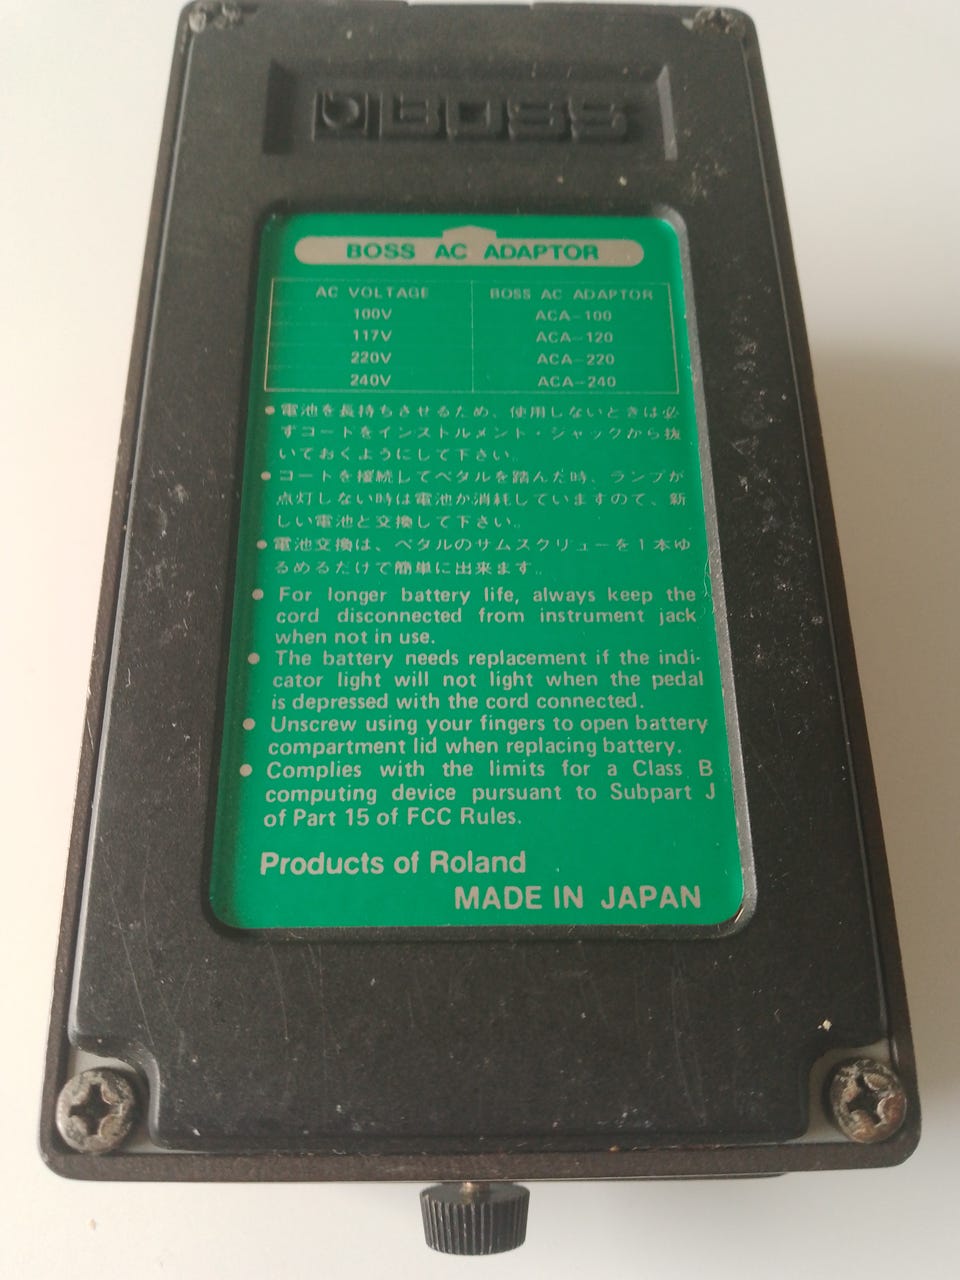 BOSS
BOSS AC ADAPTOR
AC VOLTAGE BOSS AC ADAPTOR
100V ACA-100
117V ACA-120
220V ACA-220
240V ACA-240
● 電池を長持ちさせるため、使用しないときは必
ずコードをインストルメント・ジャックから抜
いておくようにして下さい。
● コードを接続してペダルを踏んだ時、ランプが
点灯しない時は電池が消耗していますので、新
しい電池と交換して下さい。
● 電池交換は、ペダルのサムスクリューを1本ゆ
るめるだけで簡単に出来ます。
● For longer battery life, always keep the
cord disconnected from instrument jack
when not in use.
● The battery needs replacement if the indi-
cator light will not light when the pedal
is depressed with the cord connected.
● Unscrew using your fingers to open battery
compartment lid when replacing battery.
● Complies with the limits for a Class B
computing device pursuant to Subpart J
of Part 15 of FCC Rules.
Products of Roland
MADE IN JAPAN